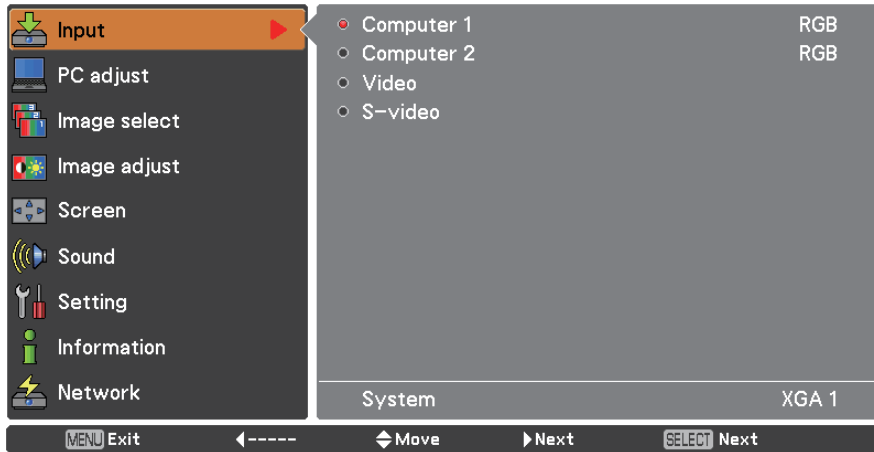 Input
PC adjust
Image select
Image adjust
Screen
Sound
Setting
Information
Network
Computer 1 RGB
Computer 2 RGB
Video
S-video
System XGA 1
MENU Exit ----- Move Next SELECT Next